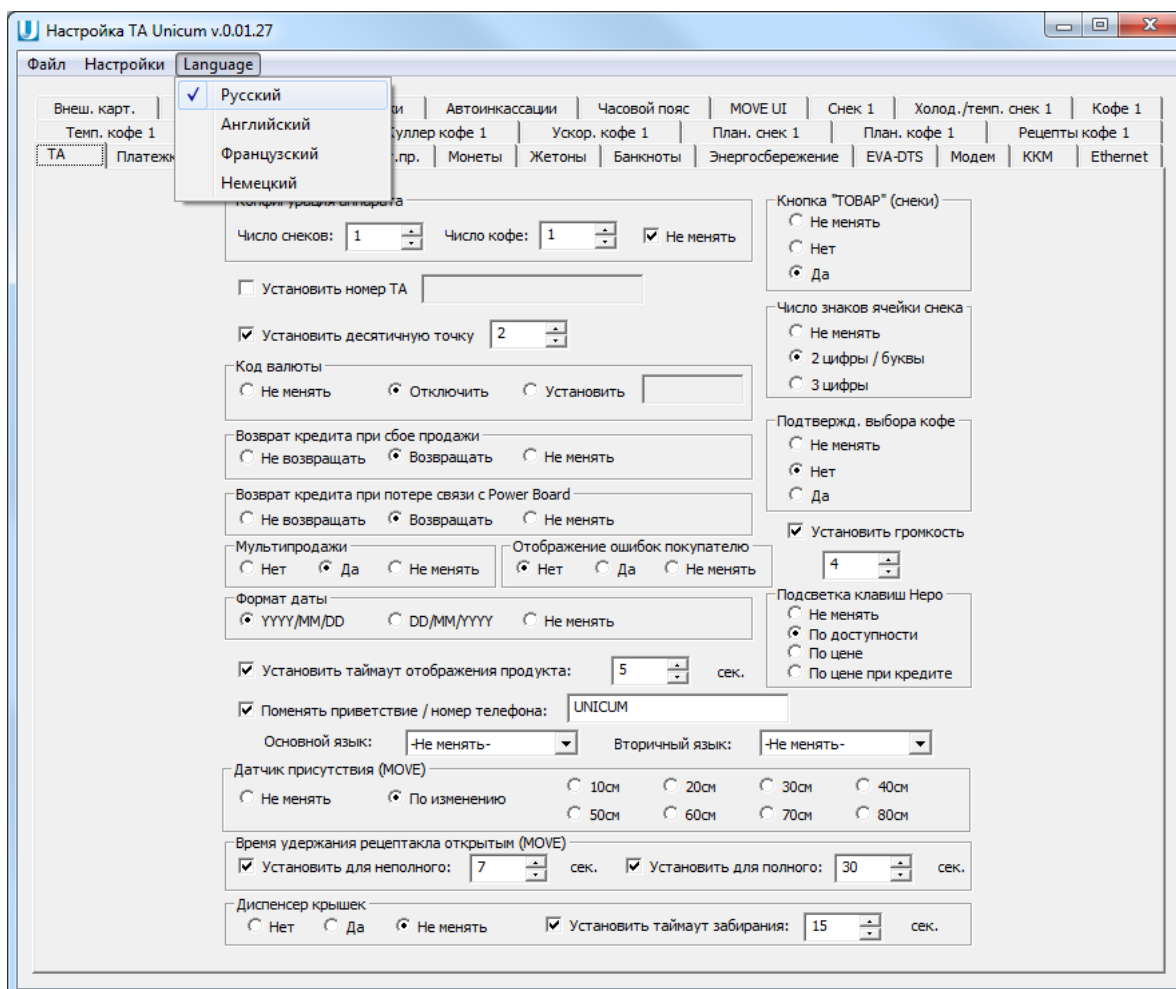 Настройка TA Unicum v.0.01.27
Файл Настройки Language
Русский
Английский
Французский
Немецкий
Внеш. карт. Автоинкассации Часовой пояс MOVE UI Снек 1 Холод./темп. снек 1 Кофе 1
Темп. кофе 1 Ускор. кофе 1 План. снек 1 План. кофе 1 Рецепты кофе 1
ТА Монеты Жетоны Банкноты Энергосбережение EVA-DTS Модем ККМ Ethernet
Конфигурация аппарата
Число снеков: 1 Число кофе: 1 Не менять
Установить номер ТА
Установить десятичную точку 2
Код валюты
Не менять Отключить Установить
Возврат кредита при сбое продажи
Не возвращать Возвращать Не менять
Возврат кредита при потере связи с Power Board
Не возвращать Возвращать Не менять
Мультипродажи
Нет Да Не менять
Отображение ошибок покупателю
Нет Да Не менять
Формат даты
YYYY/MM/DD DD/MM/YYYY Не менять
Установить таймаут отображения продукта: 5 сек.
Поменять приветствие / номер телефона: UNICUM
Основной язык: -Не менять- Вторичный язык: -Не менять-
Кнопка "ТОВАР" (снеки)
Не менять
Нет
Да
Число знаков ячейки снека
Не менять
2 цифры / буквы
3 цифры
Подтвержд. выбора кофе
Не менять
Нет
Да
Установить громкость
4
Подсветка клавиш Неро
Не менять
По доступности
По цене
По цене при кредите
Датчик присутствия (MOVE)
Не менять По изменению
10см 20см 30см 40см
50см 60см 70см 80см
Время удержания рецептакла открытым (MOVE)
Установить для неполного: 7 сек. Установить для полного: 30 сек.
Диспенсер крышек
Нет Да Не менять Установить таймаут забирания: 15 сек.